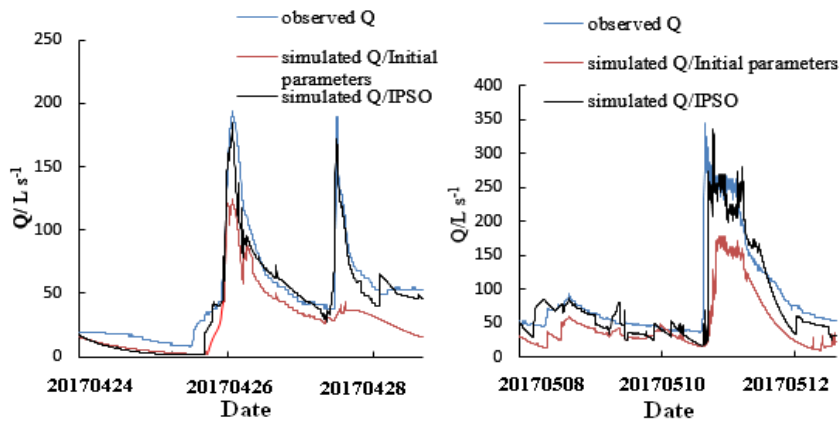 observed Q
simulated Q/Initial
parameters
simulated Q/IPSO
250
200
150
100
50
0
Q/ L s-1
20170424
20170426
20170428
Date
observed Q
simulated Q/Initial parameters
simulated Q/IPSO
400
350
300
250
200
150
100
50
0
Q/L s-1
20170508
20170510
20170512
Date